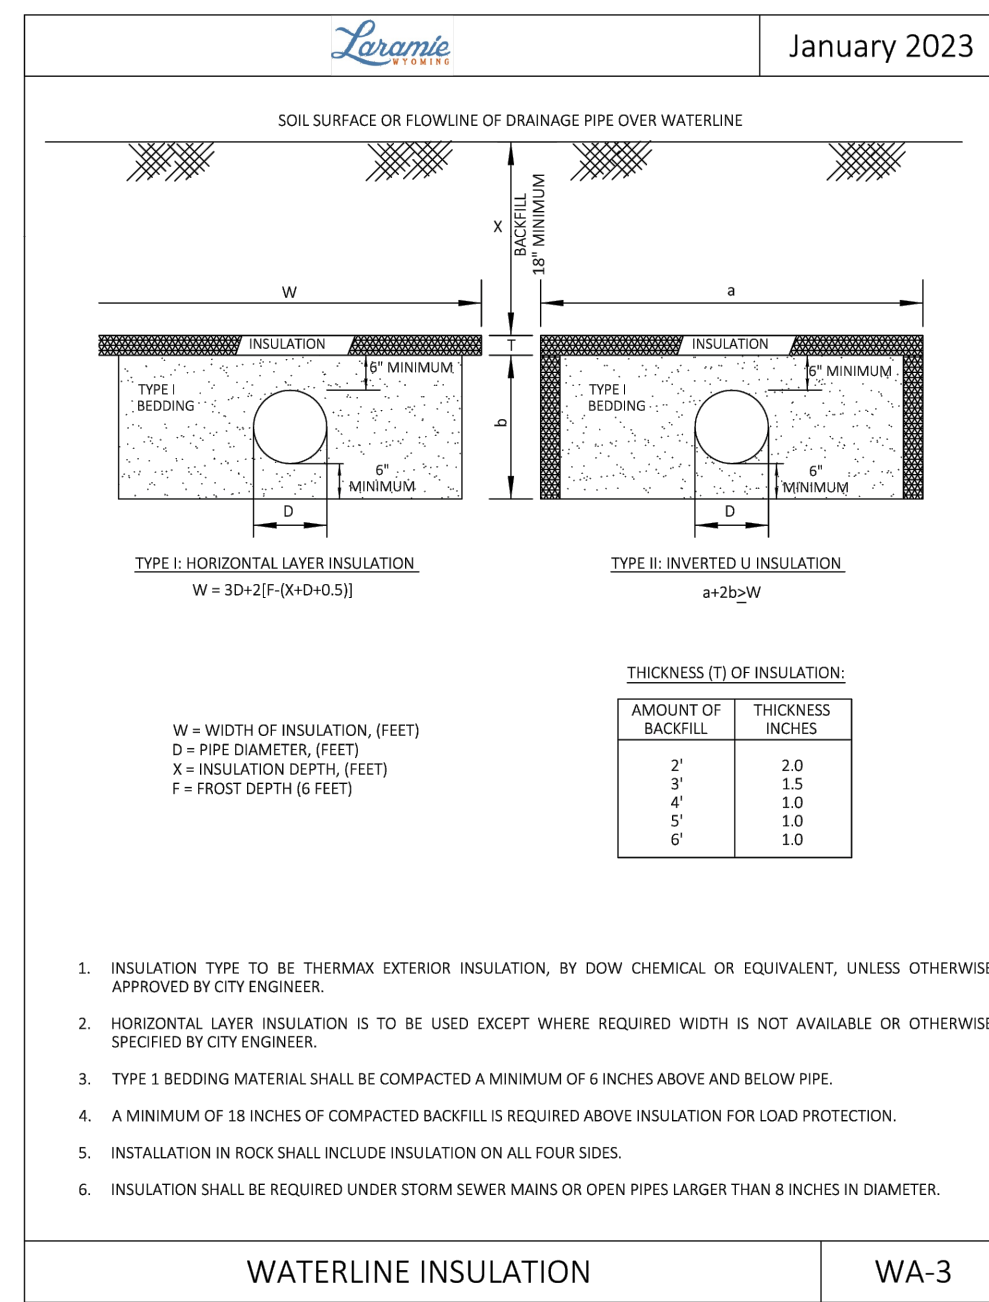 Laramie
WYOMING
January 2023
SOIL SURFACE OR FLOWLINE OF DRAINAGE PIPE OVER WATERLINE
X
BACKFILL
18" MINIMUM
W
a
INSULATION
T
INSULATION
6" MINIMUM
6" MINIMUM
TYPE I
BEDDING
b
TYPE I
BEDDING
6"
MINIMUM
6"
MINIMUM
D
D
TYPE I: HORIZONTAL LAYER INSULATION
W = 3D+2[F-(X+D+0.5)]
TYPE II: INVERTED U INSULATION
a+2b≥W
THICKNESS (T) OF INSULATION:
AMOUNT OF BACKFILL THICKNESS INCHES
2' 2.0
3' 1.5
4' 1.0
5' 1.0
6' 1.0
W = WIDTH OF INSULATION, (FEET)
D = PIPE DIAMETER, (FEET)
X = INSULATION DEPTH, (FEET)
F = FROST DEPTH (6 FEET)
1. INSULATION TYPE TO BE THERMAX EXTERIOR INSULATION, BY DOW CHEMICAL OR EQUIVALENT, UNLESS OTHERWISE
APPROVED BY CITY ENGINEER.
2. HORIZONTAL LAYER INSULATION IS TO BE USED EXCEPT WHERE REQUIRED WIDTH IS NOT AVAILABLE OR OTHERWISE
SPECIFIED BY CITY ENGINEER.
3. TYPE 1 BEDDING MATERIAL SHALL BE COMPACTED A MINIMUM OF 6 INCHES ABOVE AND BELOW PIPE.
4. A MINIMUM OF 18 INCHES OF COMPACTED BACKFILL IS REQUIRED ABOVE INSULATION FOR LOAD PROTECTION.
5. INSTALLATION IN ROCK SHALL INCLUDE INSULATION ON ALL FOUR SIDES.
6. INSULATION SHALL BE REQUIRED UNDER STORM SEWER MAINS OR OPEN PIPES LARGER THAN 8 INCHES IN DIAMETER.
WATERLINE INSULATION
WA-3